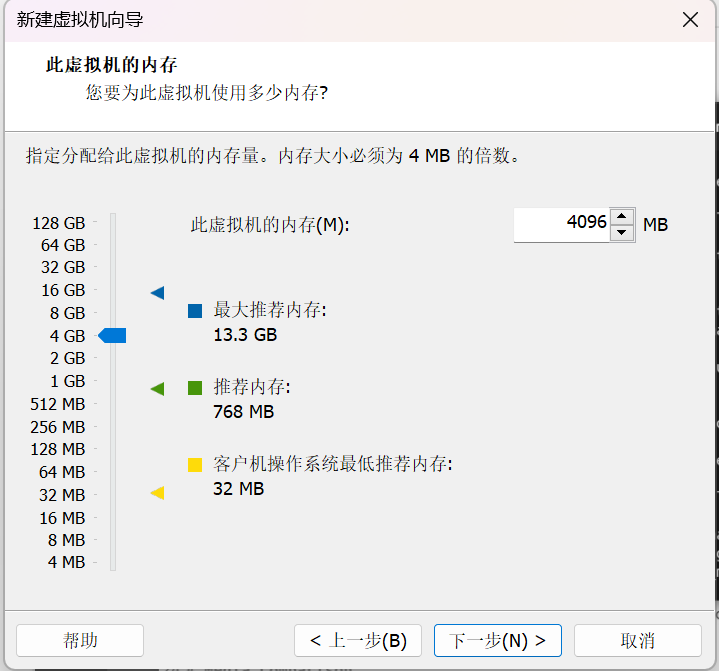 新建虚拟机向导
此虚拟机的内存
您要为此虚拟机使用多少内存?
指定分配给此虚拟机的内存量。内存大小必须为 4 MB 的倍数。
128 GB
64 GB
32 GB
16 GB
8 GB
4 GB
2 GB
1 GB
512 MB
256 MB
128 MB
64 MB
32 MB
16 MB
8 MB
4 MB
此虚拟机的内存(M):
4096 MB
最大推荐内存:
13.3 GB
推荐内存:
768 MB
客户机操作系统最低推荐内存:
32 MB
帮助
< 上一步(B)
下一步(N) >
取消